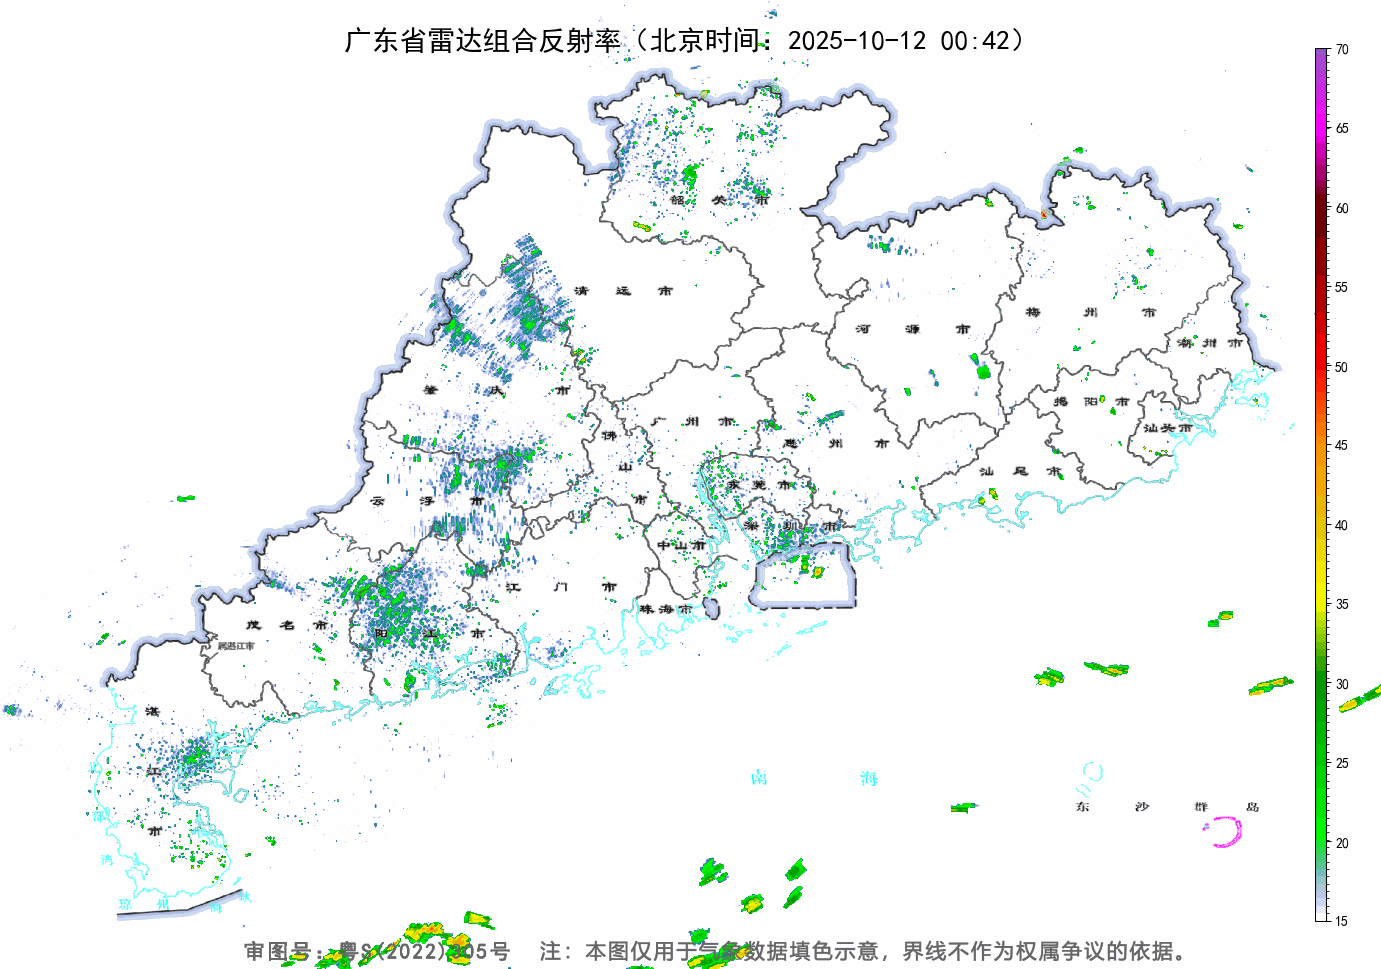 广东省雷达组合反射率（北京时间：2025-10-12 00:42）
70
65
60
55
50
45
40
35
30
25
20
15
韶关市
清远市
河源市
梅州市
潮州市
肇庆市
广州市
佛山市
惠州市
揭阳市
汕头市
汕尾市
云浮市
东莞市
深圳市
中山市
江门市
珠海市
茂名市
属湛江市
阳江市
湛江市
南海
东沙群岛
琼州海峡
审图号：粤S(2022)305号 注：本图仅用于气象数据填色示意，界线不作为权属争议的依据。